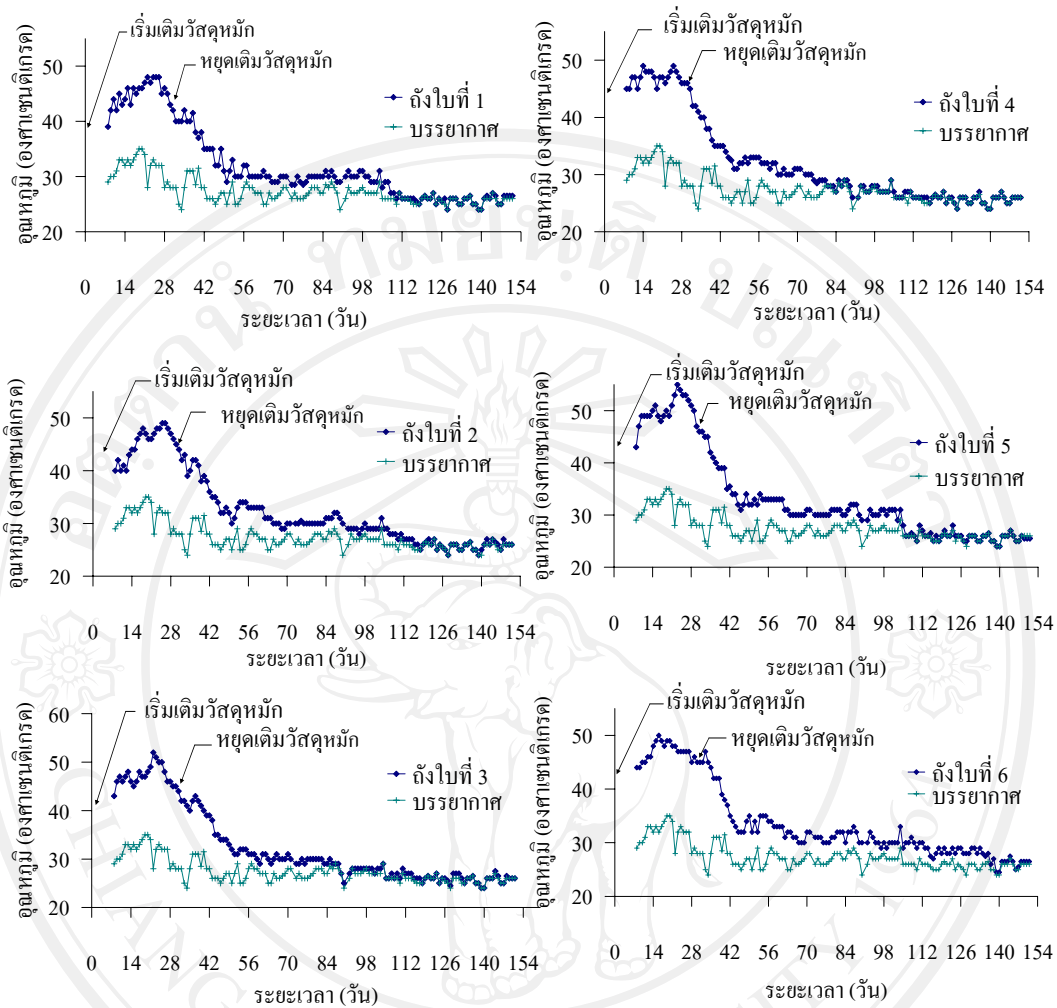 อุณหภูมิ (องศาเซนติเกรด)
50
40
30
20
เริ่มเติมวัสดุหมัก
หยุดเติมวัสดุหมัก
ถังใบที่ 1
บรรยากาศ
0 14 28 42 56 70 84 98 112 126 140 154
ระยะเวลา (วัน)
อุณหภูมิ (องศาเซนติเกรด)
50
40
30
20
เริ่มเติมวัสดุหมัก
หยุดเติมวัสดุหมัก
ถังใบที่ 4
บรรยากาศ
0 14 28 42 56 70 84 98 112 126 140 154
ระยะเวลา (วัน)
อุณหภูมิ (องศาเซนติเกรด)
50
40
30
20
เริ่มเติมวัสดุหมัก
หยุดเติมวัสดุหมัก
ถังใบที่ 2
บรรยากาศ
0 14 28 42 56 70 84 98 112 126 140 154
ระยะเวลา (วัน)
อุณหภูมิ (องศาเซนติเกรด)
50
40
30
20
เริ่มเติมวัสดุหมัก
หยุดเติมวัสดุหมัก
ถังใบที่ 5
บรรยากาศ
0 14 28 42 56 70 84 98 112 126 140 154
ระยะเวลา (วัน)
อุณหภูมิ (องศาเซนติเกรด)
60
50
40
30
20
เริ่มเติมวัสดุหมัก
หยุดเติมวัสดุหมัก
ถังใบที่ 3
บรรยากาศ
0 14 28 42 56 70 84 98 112 126 140 154
ระยะเวลา (วัน)
อุณหภูมิ (องศาเซนติเกรด)
50
40
30
20
เริ่มเติมวัสดุหมัก
หยุดเติมวัสดุหมัก
ถังใบที่ 6
บรรยากาศ
0 14 28 42 56 70 84 98 112 126 140 154
ระยะเวลา (วัน)